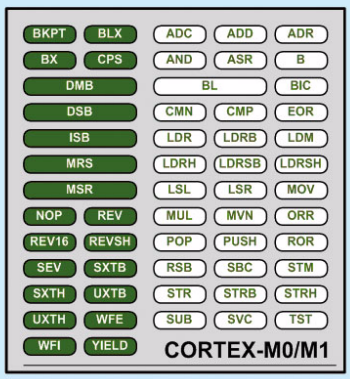 BKPT BLX ADC ADD ADR
BX CPS AND ASR B
DMB BL BIC
DSB CMN CMP EOR
ISB LDR LDRB LDM
MRS LDRH LDRSB LDRSH
MSR LSL LSR MOV
NOP REV MUL MVN ORR
REV16 REVSH POP PUSH ROR
SEV SXTB RSB SBC STM
SXTH UXTB STR STRB STRH
UXTH WFE SUB SVC TST
WFI YIELD CORTEX-M0/M1